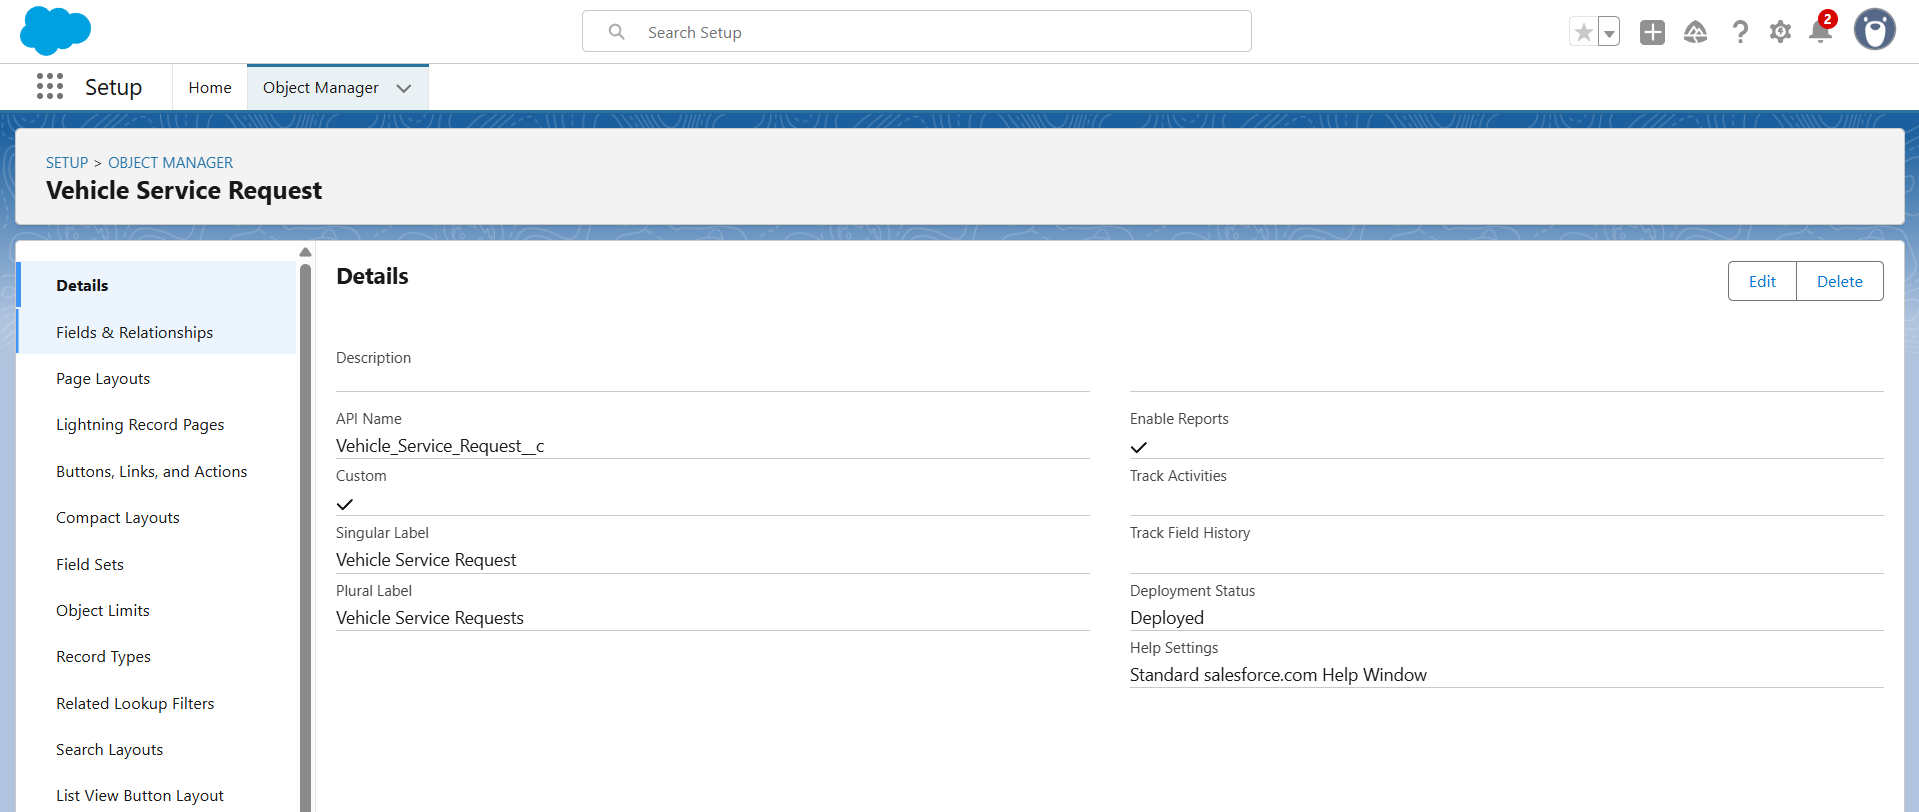 Search Setup
2
Setup
Home
Object Manager
SETUP > OBJECT MANAGER
Vehicle Service Request
Details
Fields & Relationships
Page Layouts
Lightning Record Pages
Buttons, Links, and Actions
Compact Layouts
Field Sets
Object Limits
Record Types
Related Lookup Filters
Search Layouts
List View Button Layout
Details
Edit
Delete
Description
API Name
Vehicle_Service_Request__c
Custom
Singular Label
Vehicle Service Request
Plural Label
Vehicle Service Requests
Enable Reports
Track Activities
Track Field History
Deployment Status
Deployed
Help Settings
Standard salesforce.com Help Window